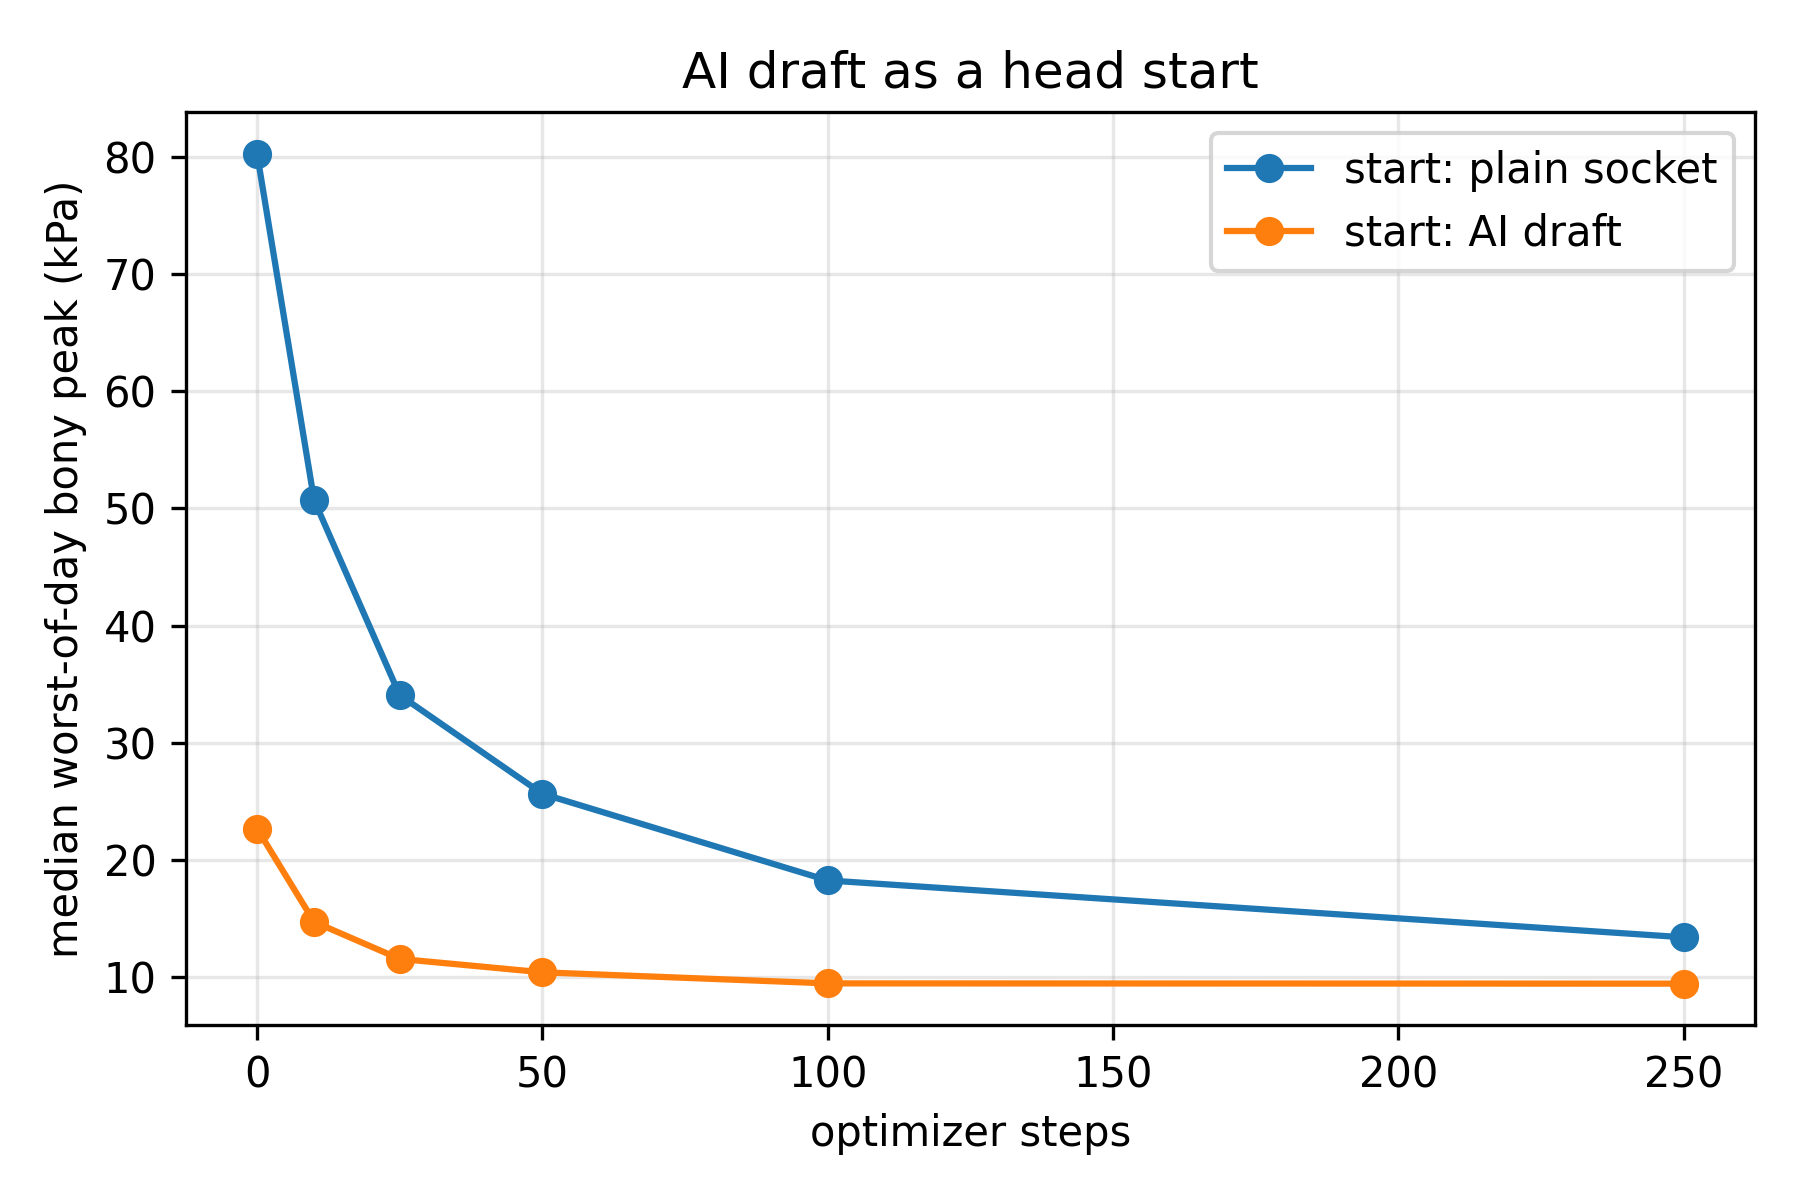 AI draft as a head start
start: plain socket
start: AI draft
median worst-of-day bony peak (kPa)
80
70
60
50
40
30
20
10
0
50
100
150
200
250
optimizer steps